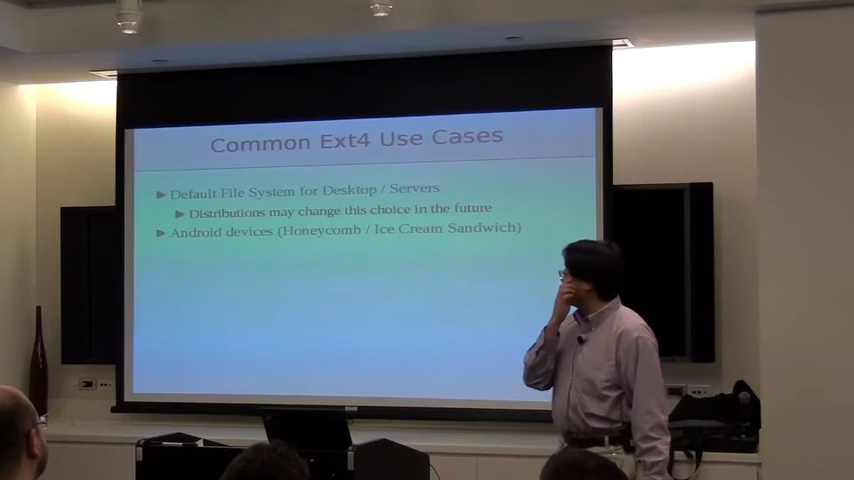 Common Ext4 Use Cases
Default File System for Desktop / Servers
Distributions may change this choice in the future
Android devices (Honeycomb / Ice Cream Sandwich)